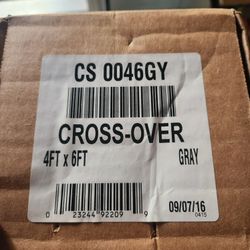 CS 0046GY
CROSS-OVER
4FT x 6FT GRAY
0 23244 92209 9 09/07/16
0415